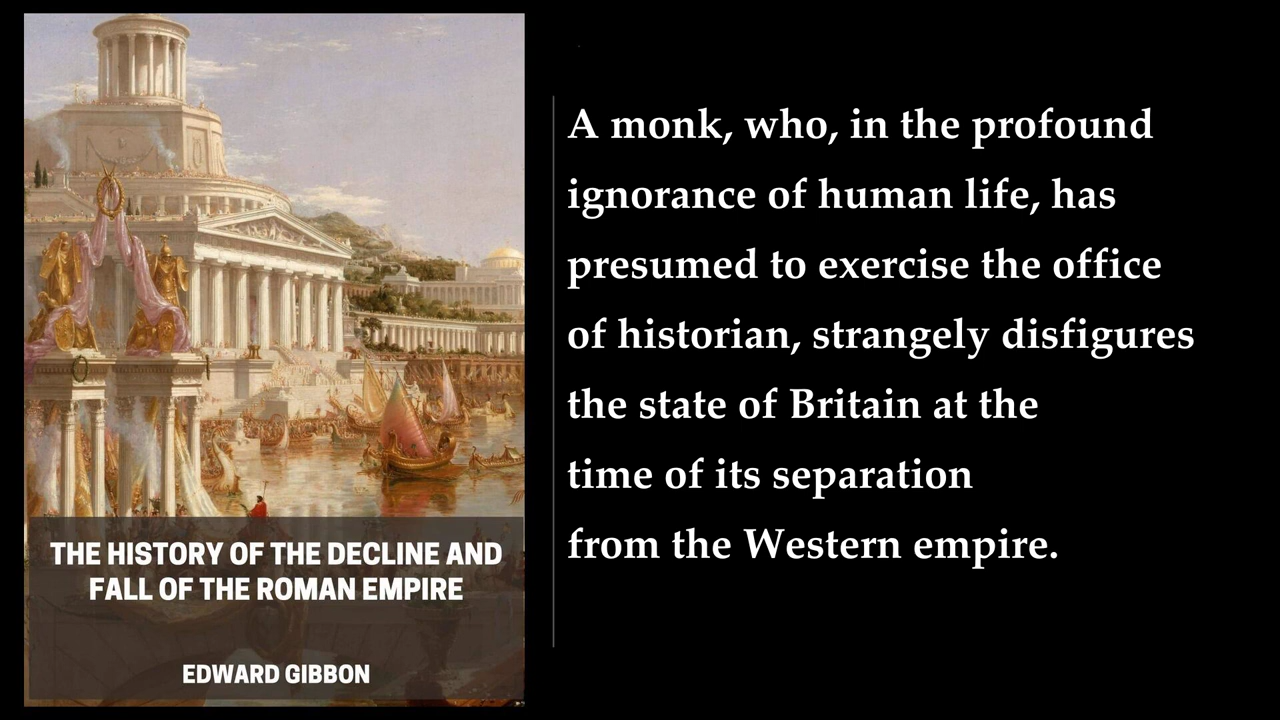 THE HISTORY OF THE DECLINE AND
FALL OF THE ROMAN EMPIRE
EDWARD GIBBON
A monk, who, in the profound
ignorance of human life, has
presumed to exercise the office
of historian, strangely disfigures
the state of Britain at the
time of its separation
from the Western empire.